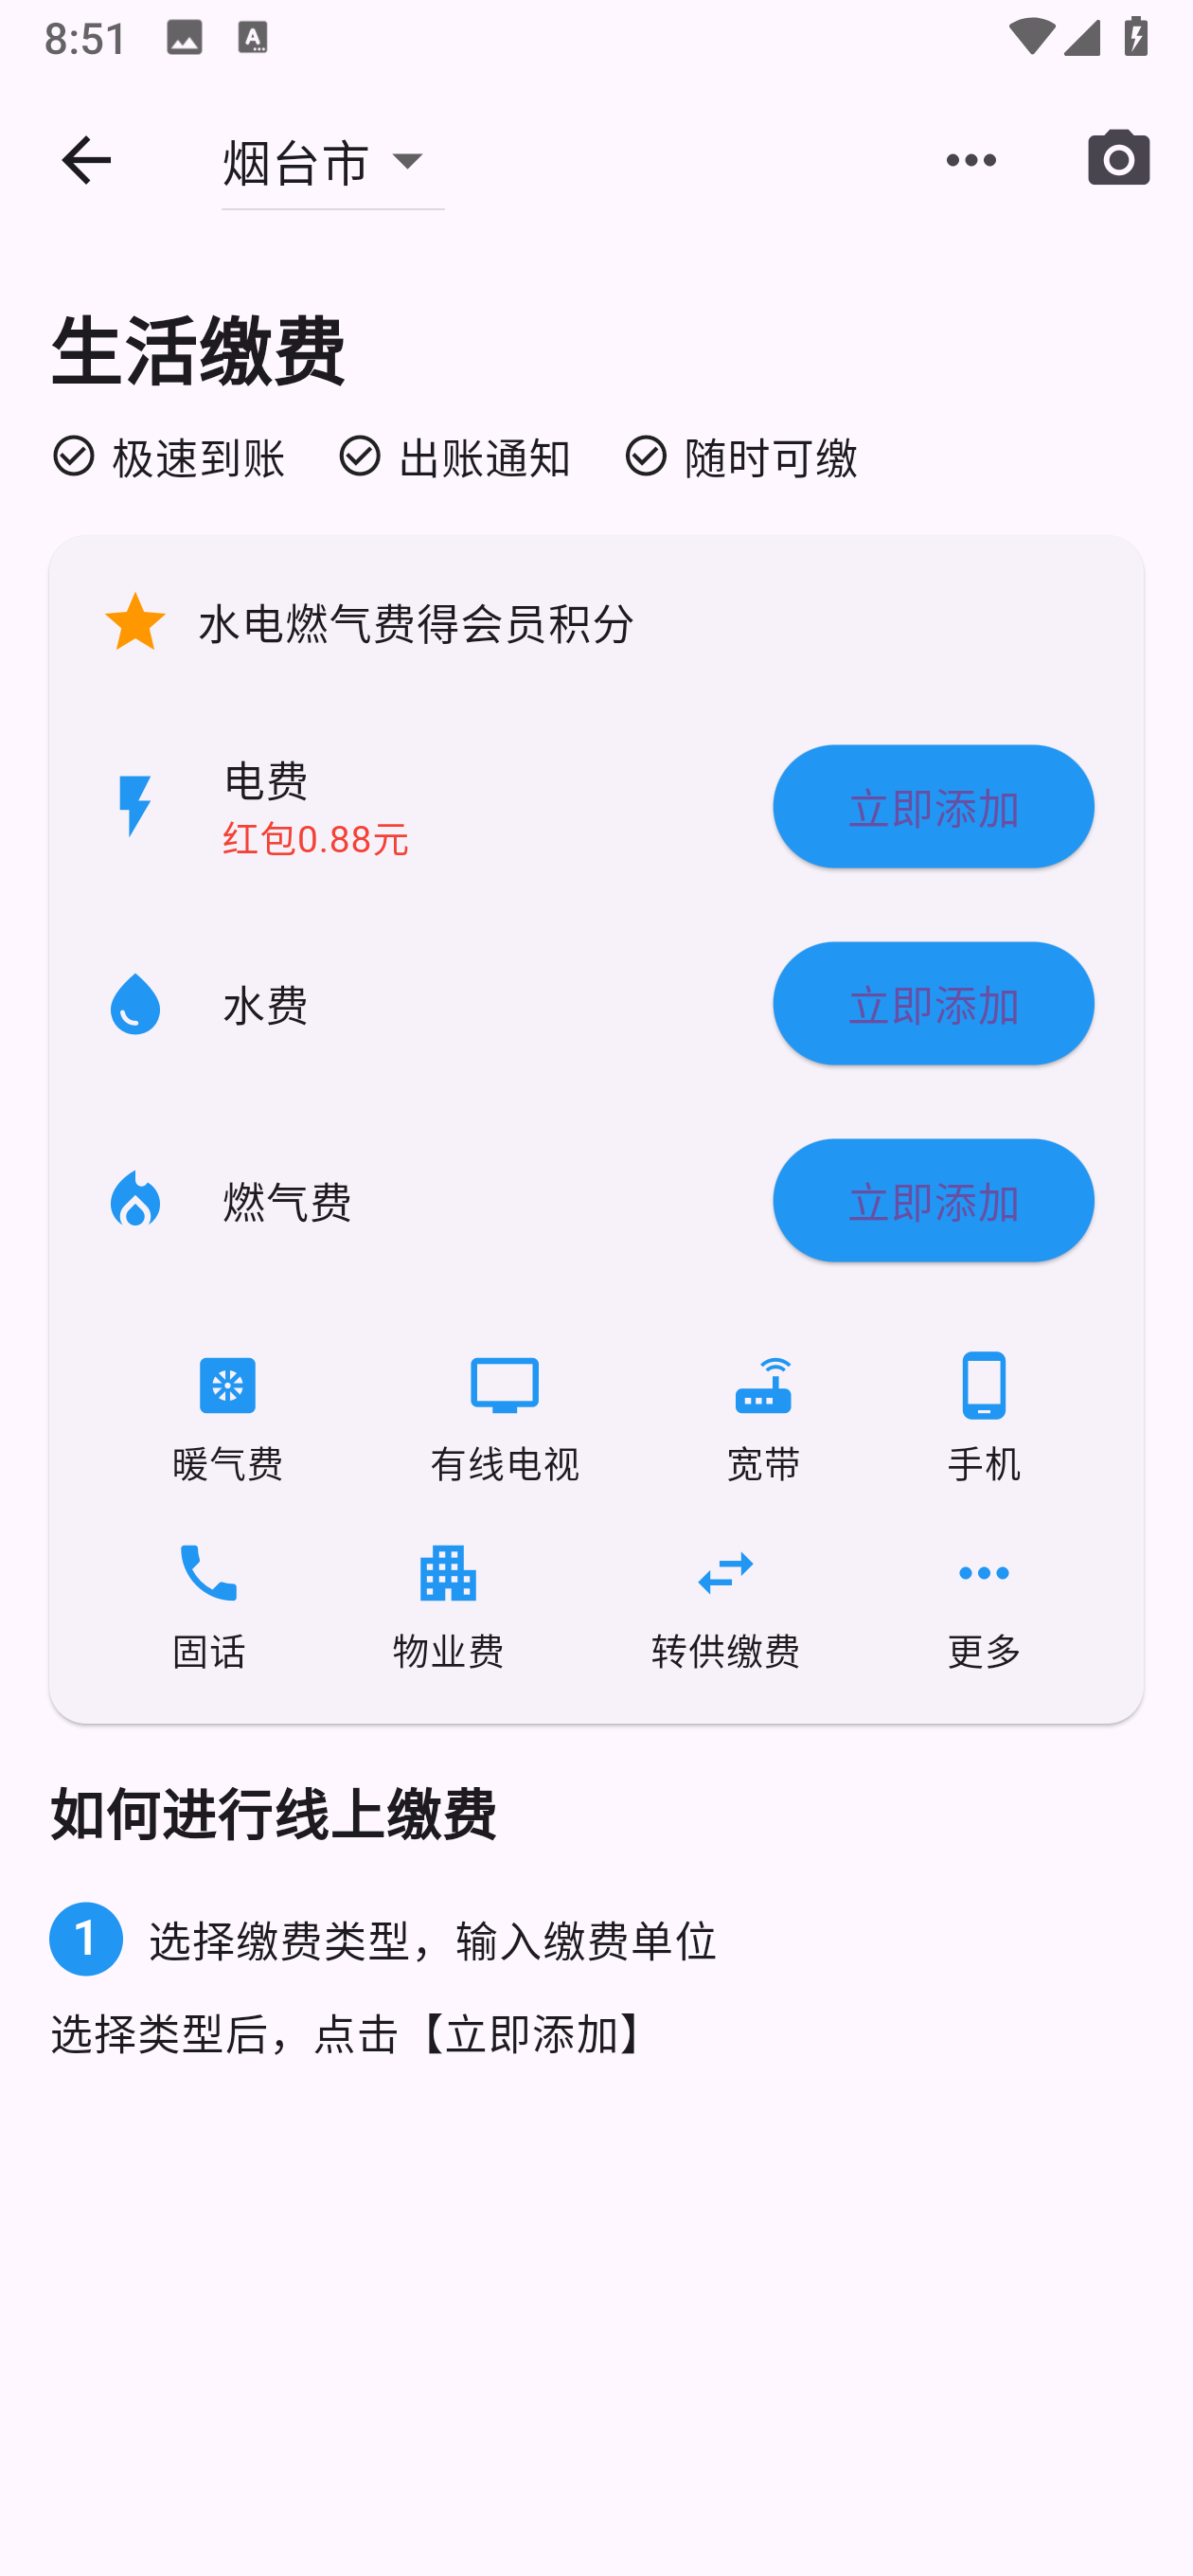 8:51
烟台市
生活缴费
极速到账 出账通知 随时可缴
水电燃气费得会员积分
电费
红包0.88元
立即添加
水费
立即添加
燃气费
立即添加
暖气费 有线电视 宽带 手机
固话 物业费 转供缴费 更多
如何进行线上缴费
1 选择缴费类型，输入缴费单位
选择类型后，点击【立即添加】